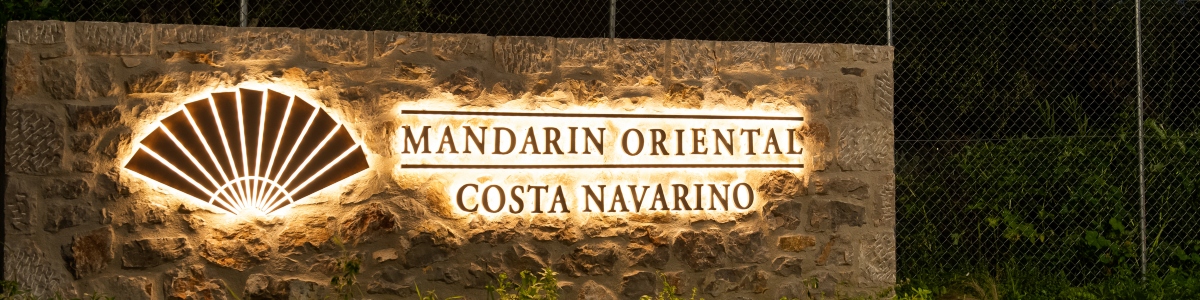 MANDARIN ORIENTAL
COSTA NAVARINO